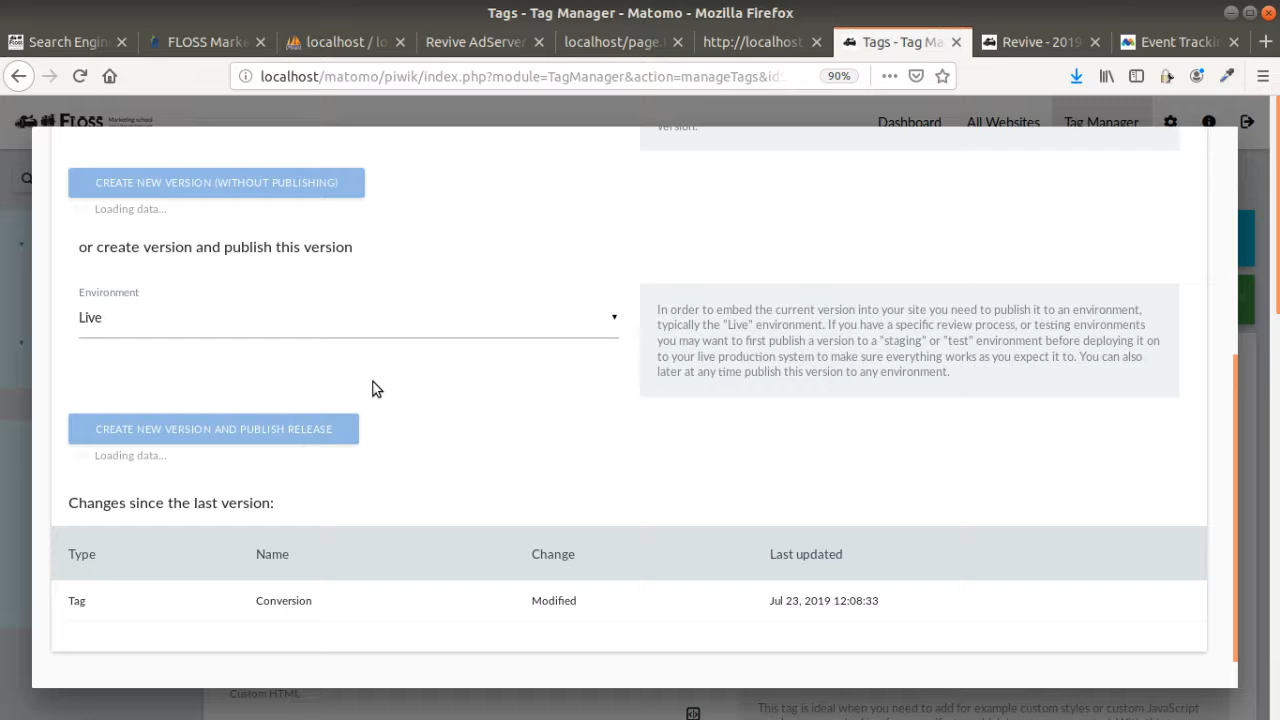 Tags - Tag Manager - Matomo - Mozilla Firefox
Search Engin
FLOSS Marke
localhost / lo
Revive AdServer
localhost/page.
http://localhost
Tags - Tag Ma
Revive - 2019
Event Trackin
localhost/matomo/piwik/index.php?module=TagManager&action=manageTags&idS
90%
FLOSS Marketing school
Dashboard
All Websites
Tag Manager
version.
CREATE NEW VERSION (WITHOUT PUBLISHING)
Loading data...
or create version and publish this version
Environment
Live
In order to embed the current version into your site you need to publish it to an environment,
typically the "Live" environment. If you have a specific review process, or testing environments
you may want to first publish a version to a "staging" or "test" environment before deploying it on
to your live production system to make sure everything works as you expect it to. You can also
later at any time publish this version to any environment.
CREATE NEW VERSION AND PUBLISH RELEASE
Loading data...
Changes since the last version:
Type Name Change Last updated
Tag Conversion Modified Jul 23, 2019 12:08:33
Custom HTML
This tag is ideal when you need to add for example custom styles or custom JavaScript